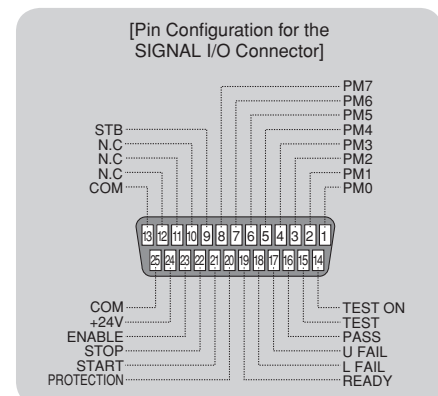 [Pin Configuration for the
SIGNAL I/O Connector]
PM7
PM6
PM5
PM4
PM3
PM2
PM1
PM0
STB
N.C
N.C
N.C
COM
13 12 11 10 9 8 7 6 5 4 3 2 1
25 24 23 22 21 20 19 18 17 16 15 14
COM
+24V
ENABLE
STOP
START
PROTECTION
TEST ON
TEST
PASS
U FAIL
L FAIL
READY